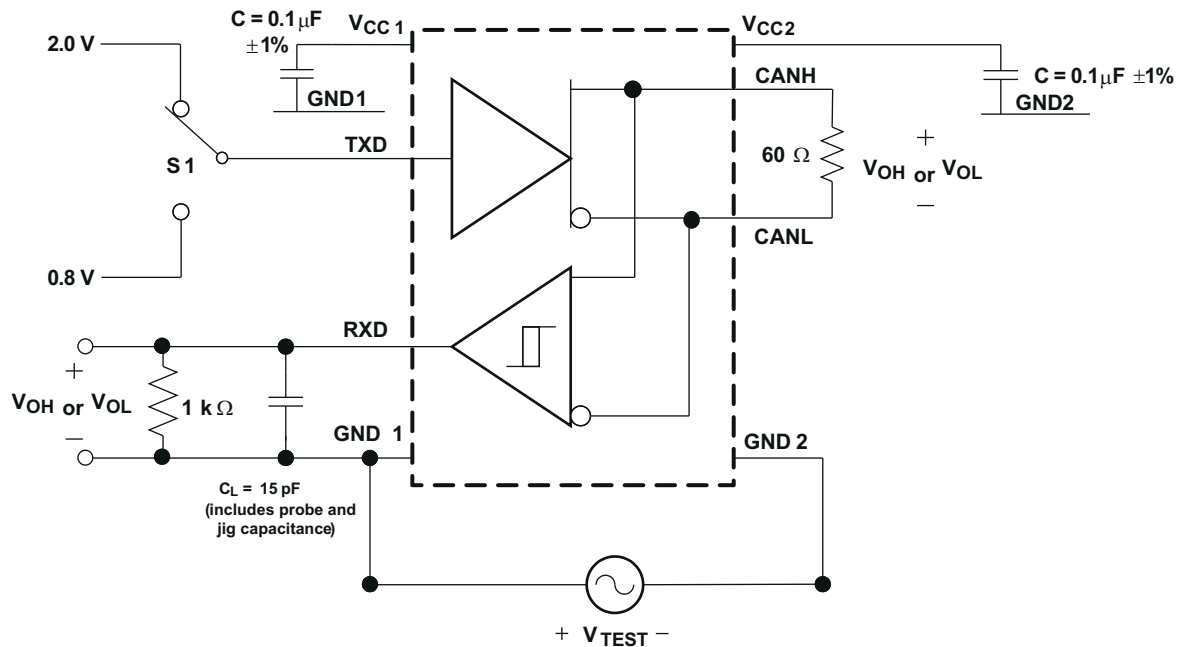 C = 0.1μF
±1%
VCC 1
VCC2
2.0 V
GND1
CANH
C = 0.1μF ±1%
GND2
TXD
S 1
60 Ω
+
VOH or VOL
−
CANL
0.8 V
RXD
+
VOH or VOL
−
1 kΩ
GND 1
GND 2
CL = 15 pF
(includes probe and
jig capacitance)
+ VTEST −